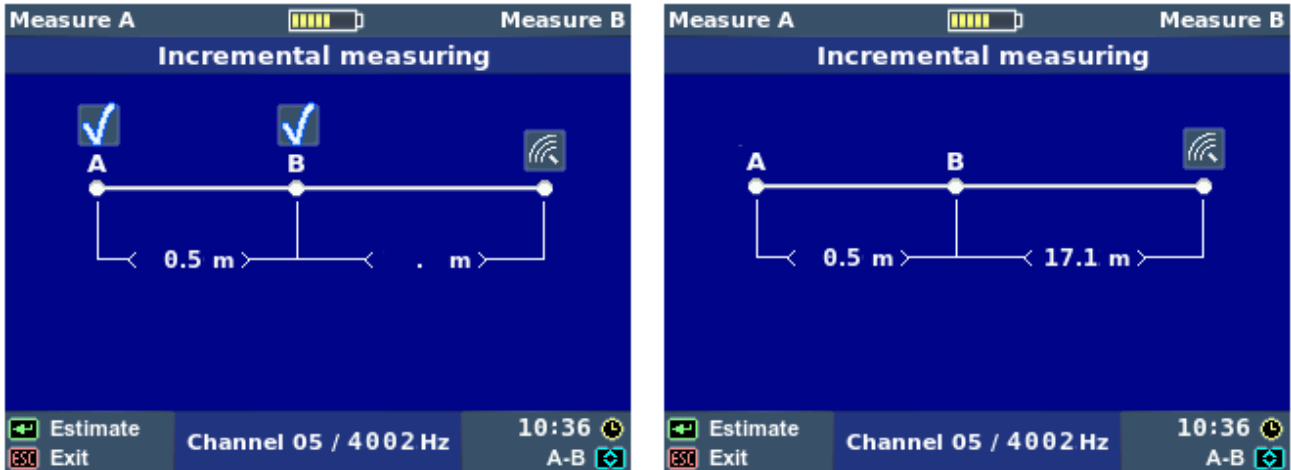 Measure A Measure B
Incremental measuring
A B
0.5 m . m
Estimate
Exit
Channel 05 / 4002 Hz
10:36
A-B
Measure A Measure B
Incremental measuring
A B
0.5 m 17.1 m
Estimate
Exit
Channel 05 / 4002 Hz
10:36
A-B